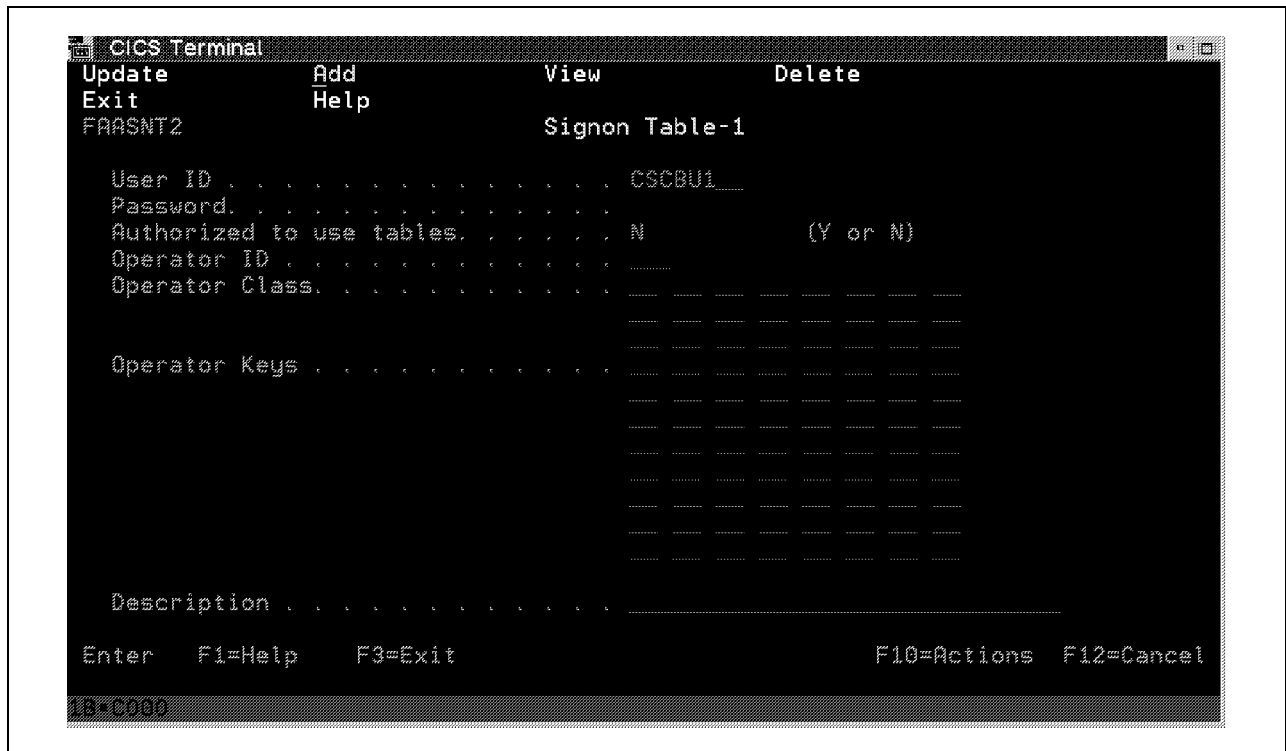 CICS Terminal
Update Add View Delete
Exit Help
FAASNT2 Signon Table-1
User ID . . . . . . . . . . . . . . CSCBU1__
Password. . . . . . . . . . . . . .
Authorized to use tables. . . . . . N (Y or N)
Operator ID . . . . . . . . . . . .
Operator Class. . . . . . . . . . .
Operator Keys . . . . . . . . . . .
Description . . . . . . . . . . . .
Enter F1=Help F3=Exit F10=Actions F12=Cancel